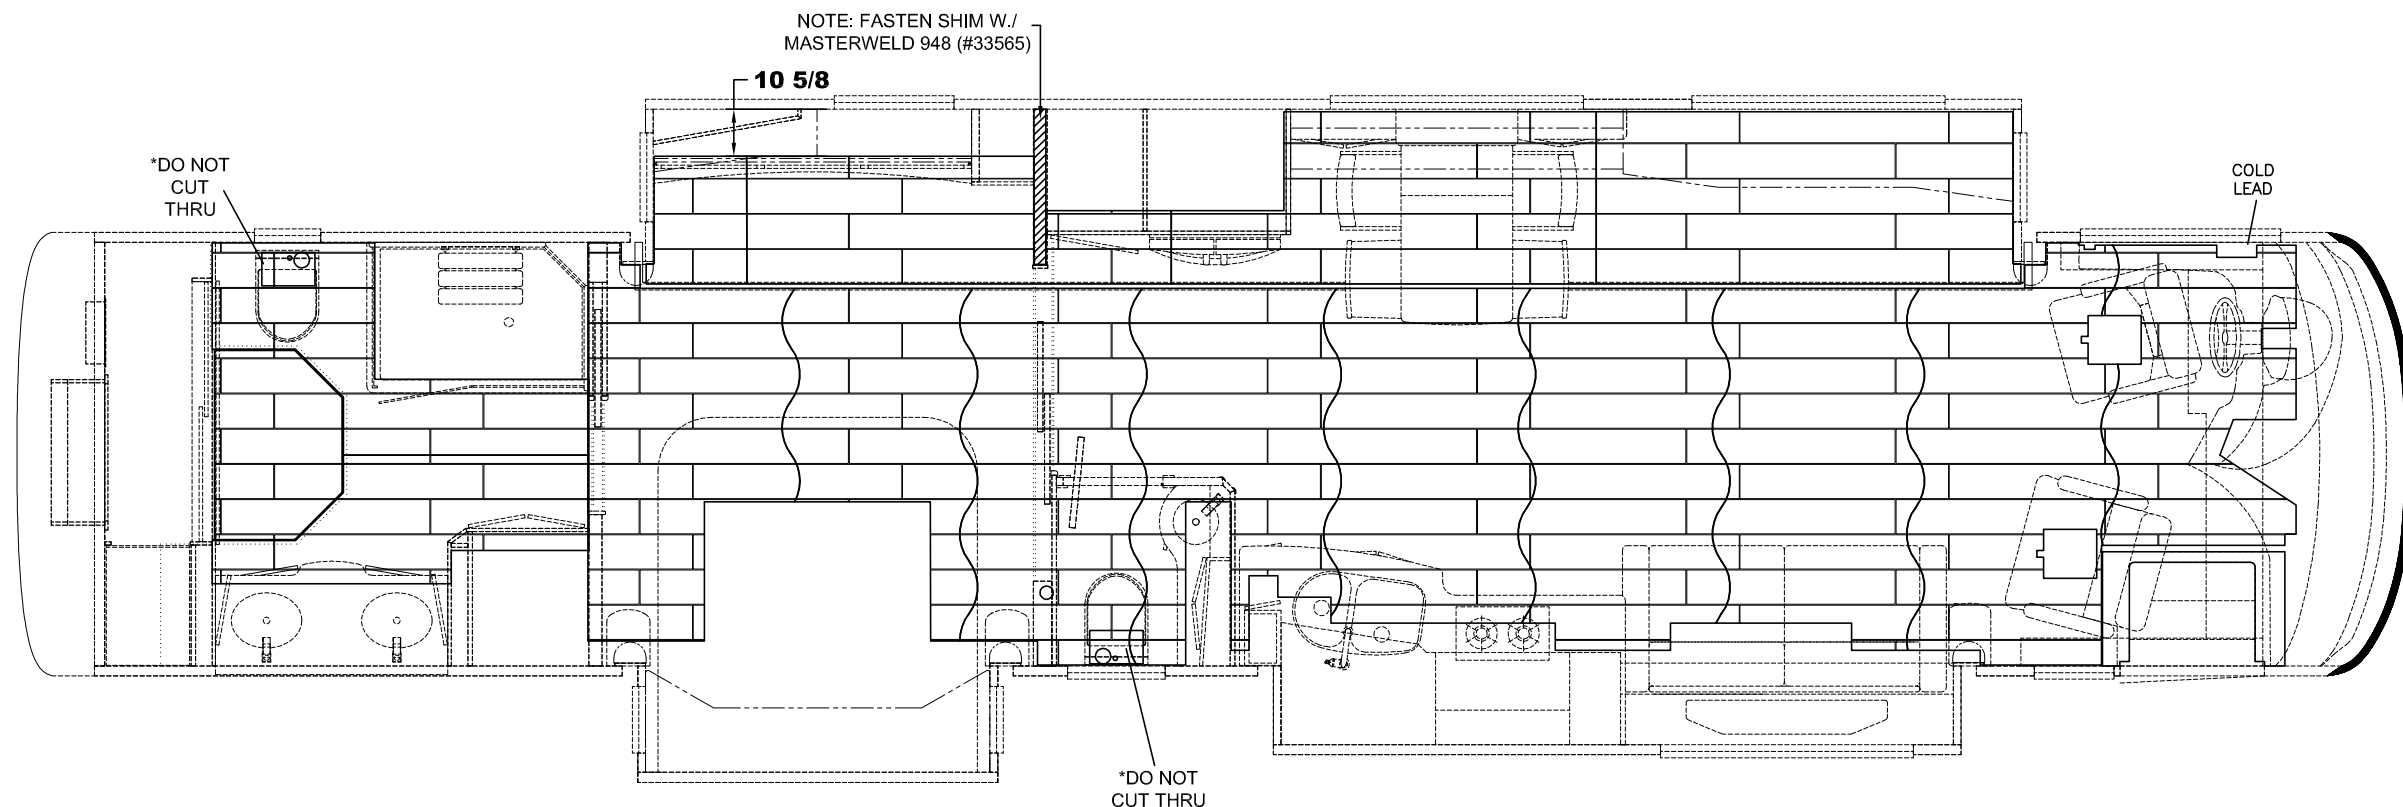 NOTE: FASTEN SHIM W./
MASTERWELD 948 (#33565)
10 5/8
*DO NOT
CUT
THRU
COLD
LEAD
*DO NOT
CUT THRU